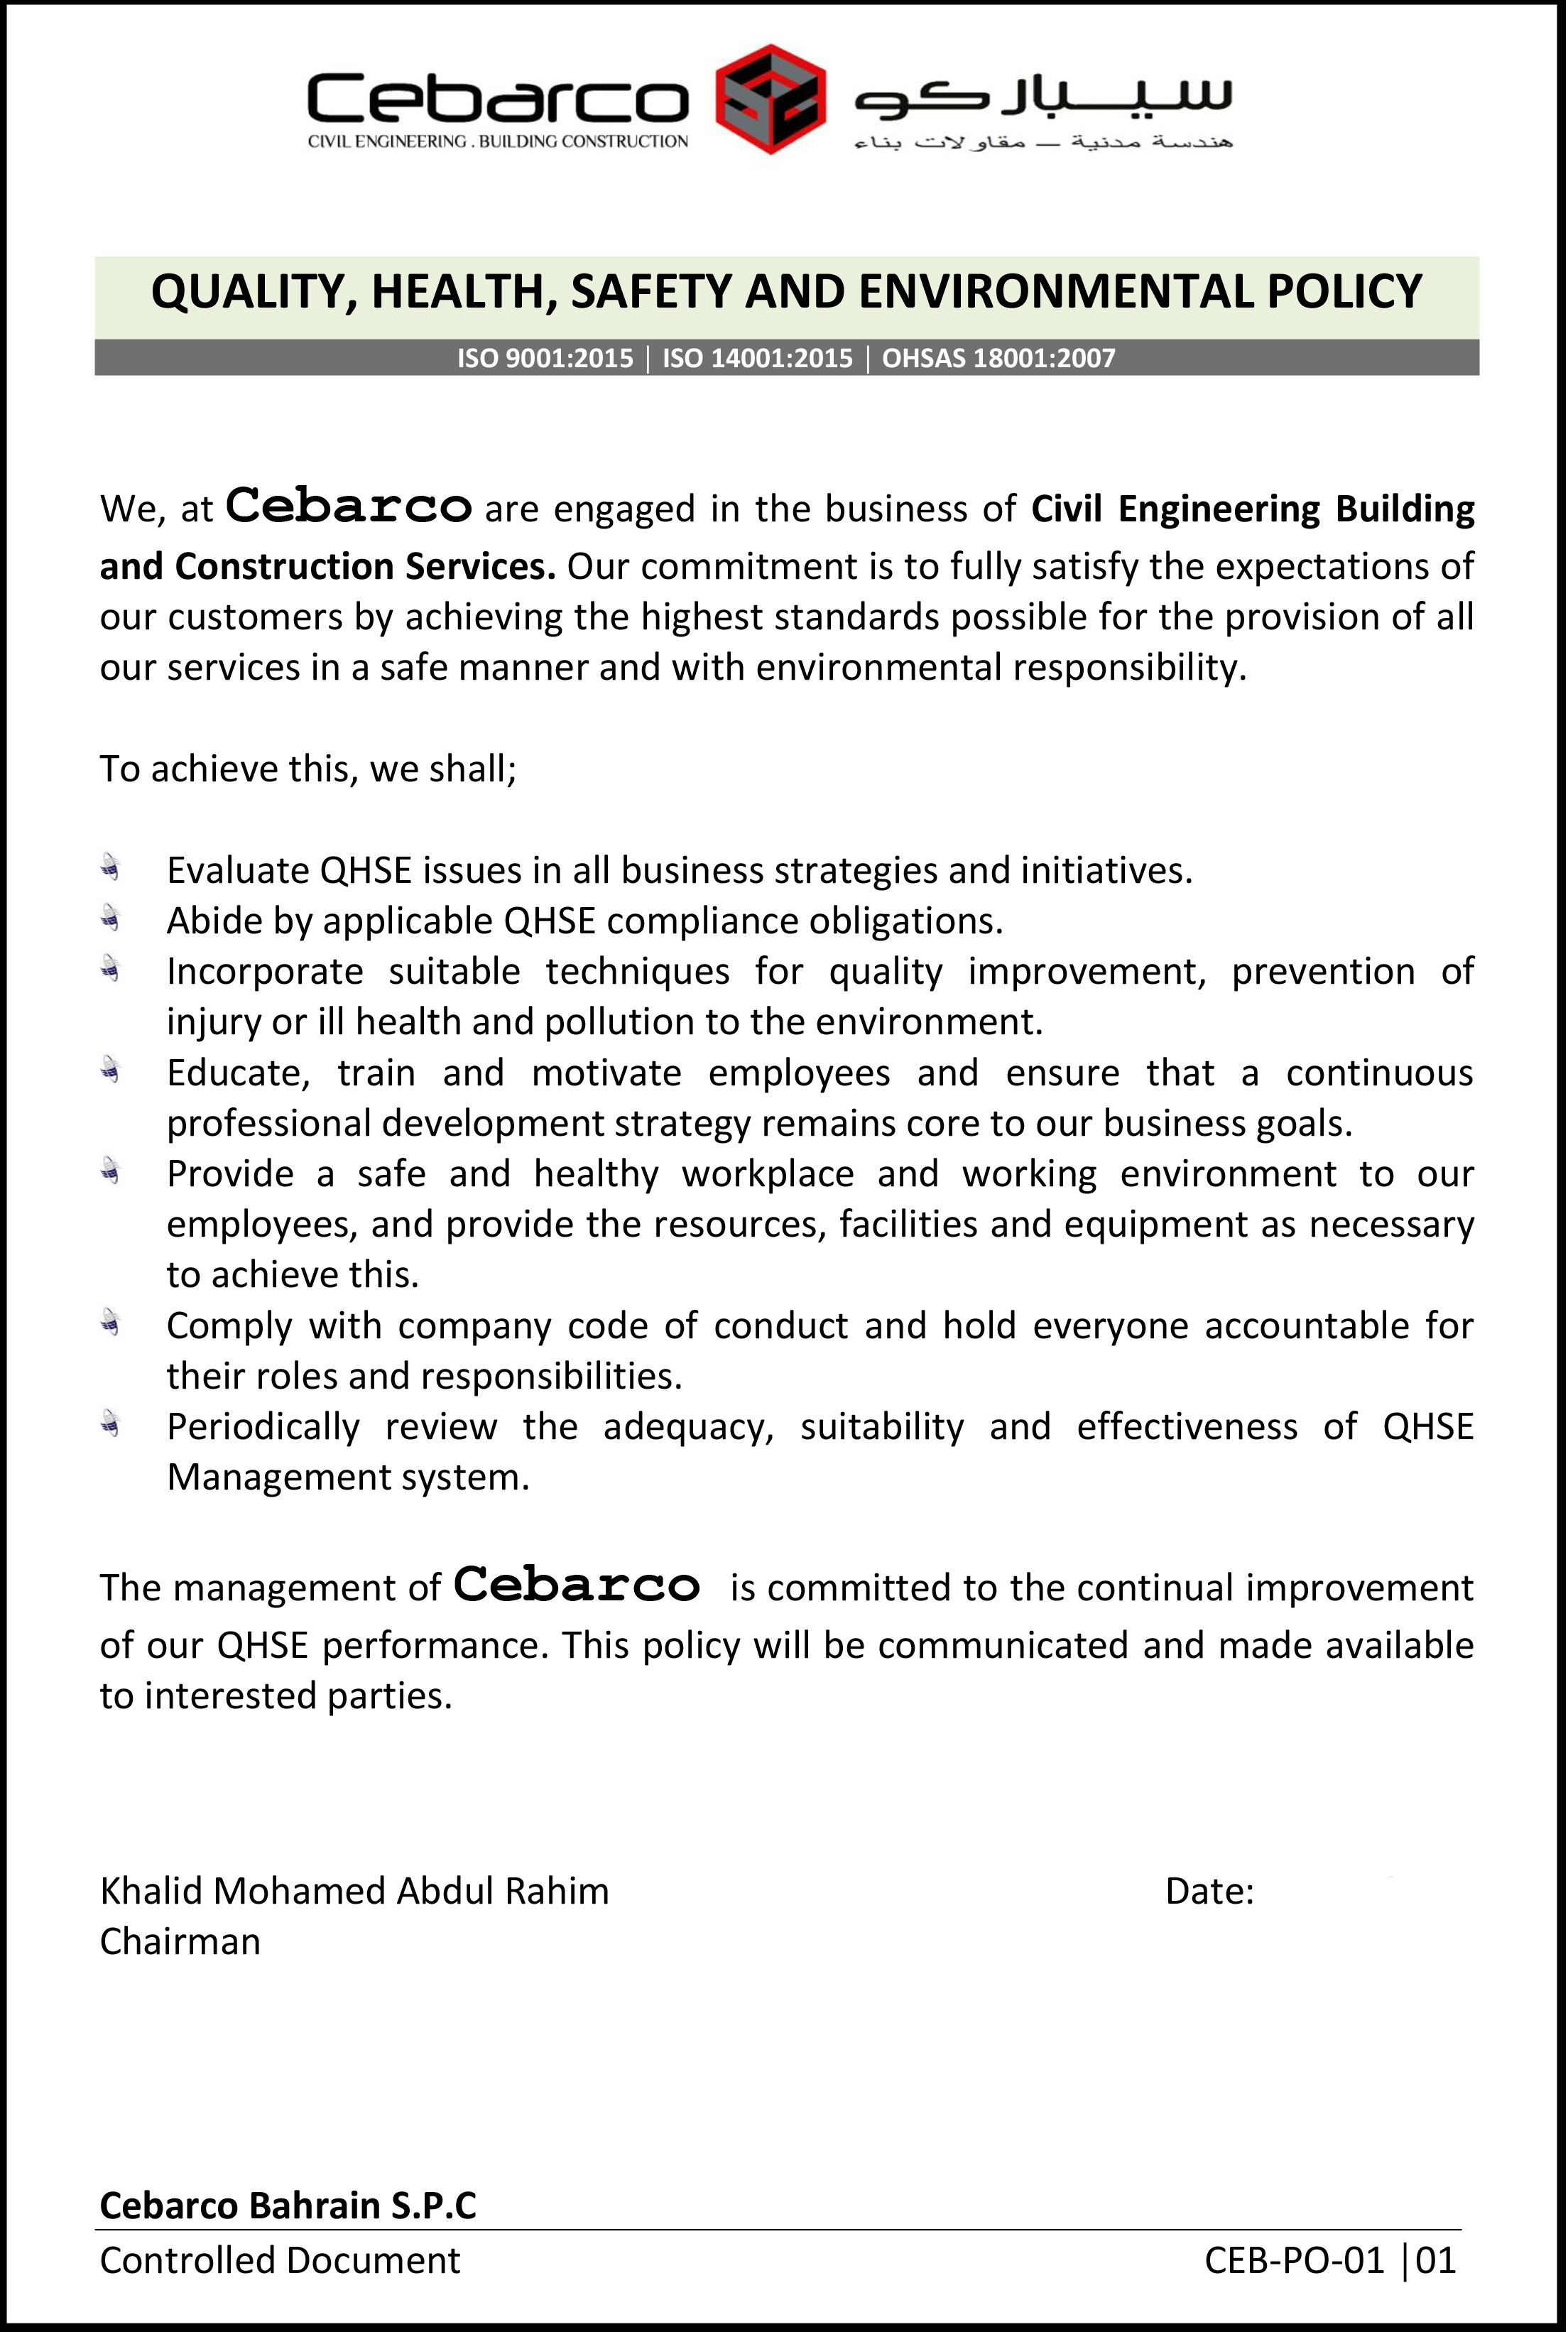 Cebarco
سيباركو
CIVIL ENGINEERING . BUILDING CONSTRUCTION
هندسة مدنية — مقاولات بناء
QUALITY, HEALTH, SAFETY AND ENVIRONMENTAL POLICY
ISO 9001:2015 | ISO 14001:2015 | OHSAS 18001:2007
We, at Cebarco are engaged in the business of Civil Engineering Building
and Construction Services. Our commitment is to fully satisfy the expectations of
our customers by achieving the highest standards possible for the provision of all
our services in a safe manner and with environmental responsibility.
To achieve this, we shall;
Evaluate QHSE issues in all business strategies and initiatives.
Abide by applicable QHSE compliance obligations.
Incorporate suitable techniques for quality improvement, prevention of
injury or ill health and pollution to the environment.
Educate, train and motivate employees and ensure that a continuous
professional development strategy remains core to our business goals.
Provide a safe and healthy workplace and working environment to our
employees, and provide the resources, facilities and equipment as necessary
to achieve this.
Comply with company code of conduct and hold everyone accountable for
their roles and responsibilities.
Periodically review the adequacy, suitability and effectiveness of QHSE
Management system.
The management of Cebarco is committed to the continual improvement
of our QHSE performance. This policy will be communicated and made available
to interested parties.
Khalid Mohamed Abdul Rahim Date:
Chairman
Cebarco Bahrain S.P.C
Controlled Document CEB-PO-01 |01